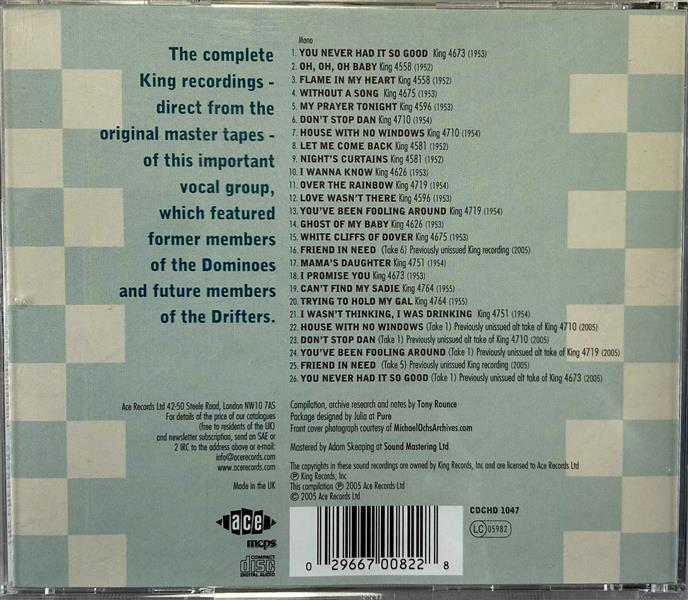 The complete
King recordings -
direct from the
original master tapes -
of this important
vocal group,
which featured
former members
of the Dominoes
and future members
of the Drifters.
Mono
1. YOU NEVER HAD IT SO GOOD King 4673 (1953)
2. OH, OH, OH BABY King 4558 (1952)
3. FLAME IN MY HEART King 4558 (1952)
4. WITHOUT A SONG King 4675 (1953)
5. MY PRAYER TONIGHT King 4596 (1953)
6. DON'T STOP DAN King 4710 (1954)
7. HOUSE WITH NO WINDOWS King 4710 (1954)
8. LET ME COME BACK King 4581 (1952)
9. NIGHT'S CURTAINS King 4581 (1952)
10. I WANNA KNOW King 4626 (1953)
11. OVER THE RAINBOW King 4719 (1954)
12. LOVE WASN'T THERE King 4596 (1953)
13. YOU'VE BEEN FOOLING AROUND King 4719 (1954)
14. GHOST OF MY BABY King 4626 (1953)
15. WHITE CLIFFS OF DOVER King 4675 (1953)
16. FRIEND IN NEED (Take 6) Previously unissued King recording (2005)
17. MAMA'S DAUGHTER King 4751 (1954)
18. I PROMISE YOU King 4673 (1953)
19. CAN'T FIND MY SADIE King 4764 (1955)
20. TRYING TO HOLD MY GAL King 4764 (1955)
21. I WASN'T THINKING, I WAS DRINKING King 4751 (1954)
22. HOUSE WITH NO WINDOWS (Take 1) Previously unissued alt take of King 4710 (2005)
23. DON'T STOP DAN (Take 1) Previously unissued alt take of King 4710 (2005)
24. YOU'VE BEEN FOOLING AROUND (Take 1) Previously unissued alt take of King 4719 (2005)
25. FRIEND IN NEED (Take 5) Previously unissued King recording (2005)
26. YOU NEVER HAD IT SO GOOD (Take 1) Previously unissued alt take of King 4673 (2005)
Ace Records Ltd 42-50 Steele Road, London NW10 7AS
For details of the price of our catalogues
(free to residents of the UK)
and newsletter subscription, send an SAE or
2 IRC to the address above or e-mail:
info@acerecords.com
www.acerecords.com
Made in the UK
Compilation, archive research and notes by Tony Rounce
Package designed by Julia at Pure
Front cover photograph courtesy of MichaelOchsArchives.com
Mastered by Adam Skeaping at Sound Mastering Ltd
The copyrights in these sound recordings are owned by King Records, Inc and are licensed to Ace Records Ltd
℗ King Records, Inc
This compilation ℗ 2005 Ace Records Ltd
© 2005 Ace Records Ltd
ace
mcps
COMPACT
disc
DIGITAL AUDIO
CDCHD 1047
LC 05982
0 29667 00822 8